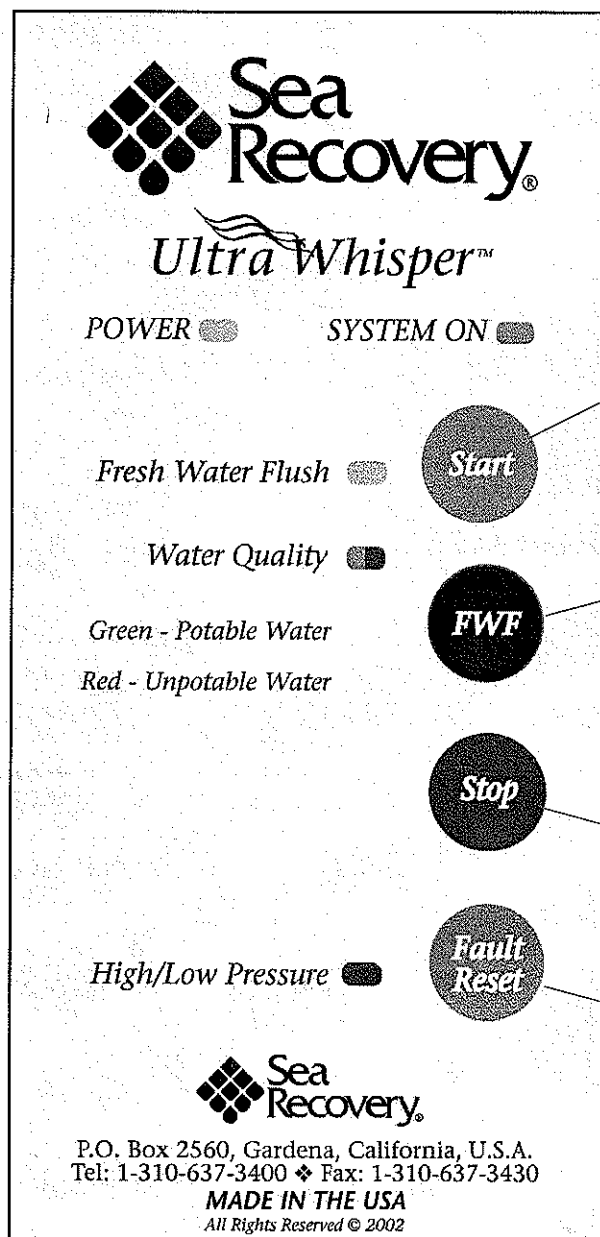 Sea
Recovery®
Ultra Whisper™
POWER SYSTEM ON
Fresh Water Flush Start
Water Quality
Green - Potable Water FWF
Red - Unpotable Water
Stop
High/Low Pressure Fault
Reset
Sea
Recovery®
P.O. Box 2560, Gardena, California, U.S.A.
Tel: 1-310-637-3400 ❖ Fax: 1-310-637-3430
MADE IN THE USA
All Rights Reserved © 2002